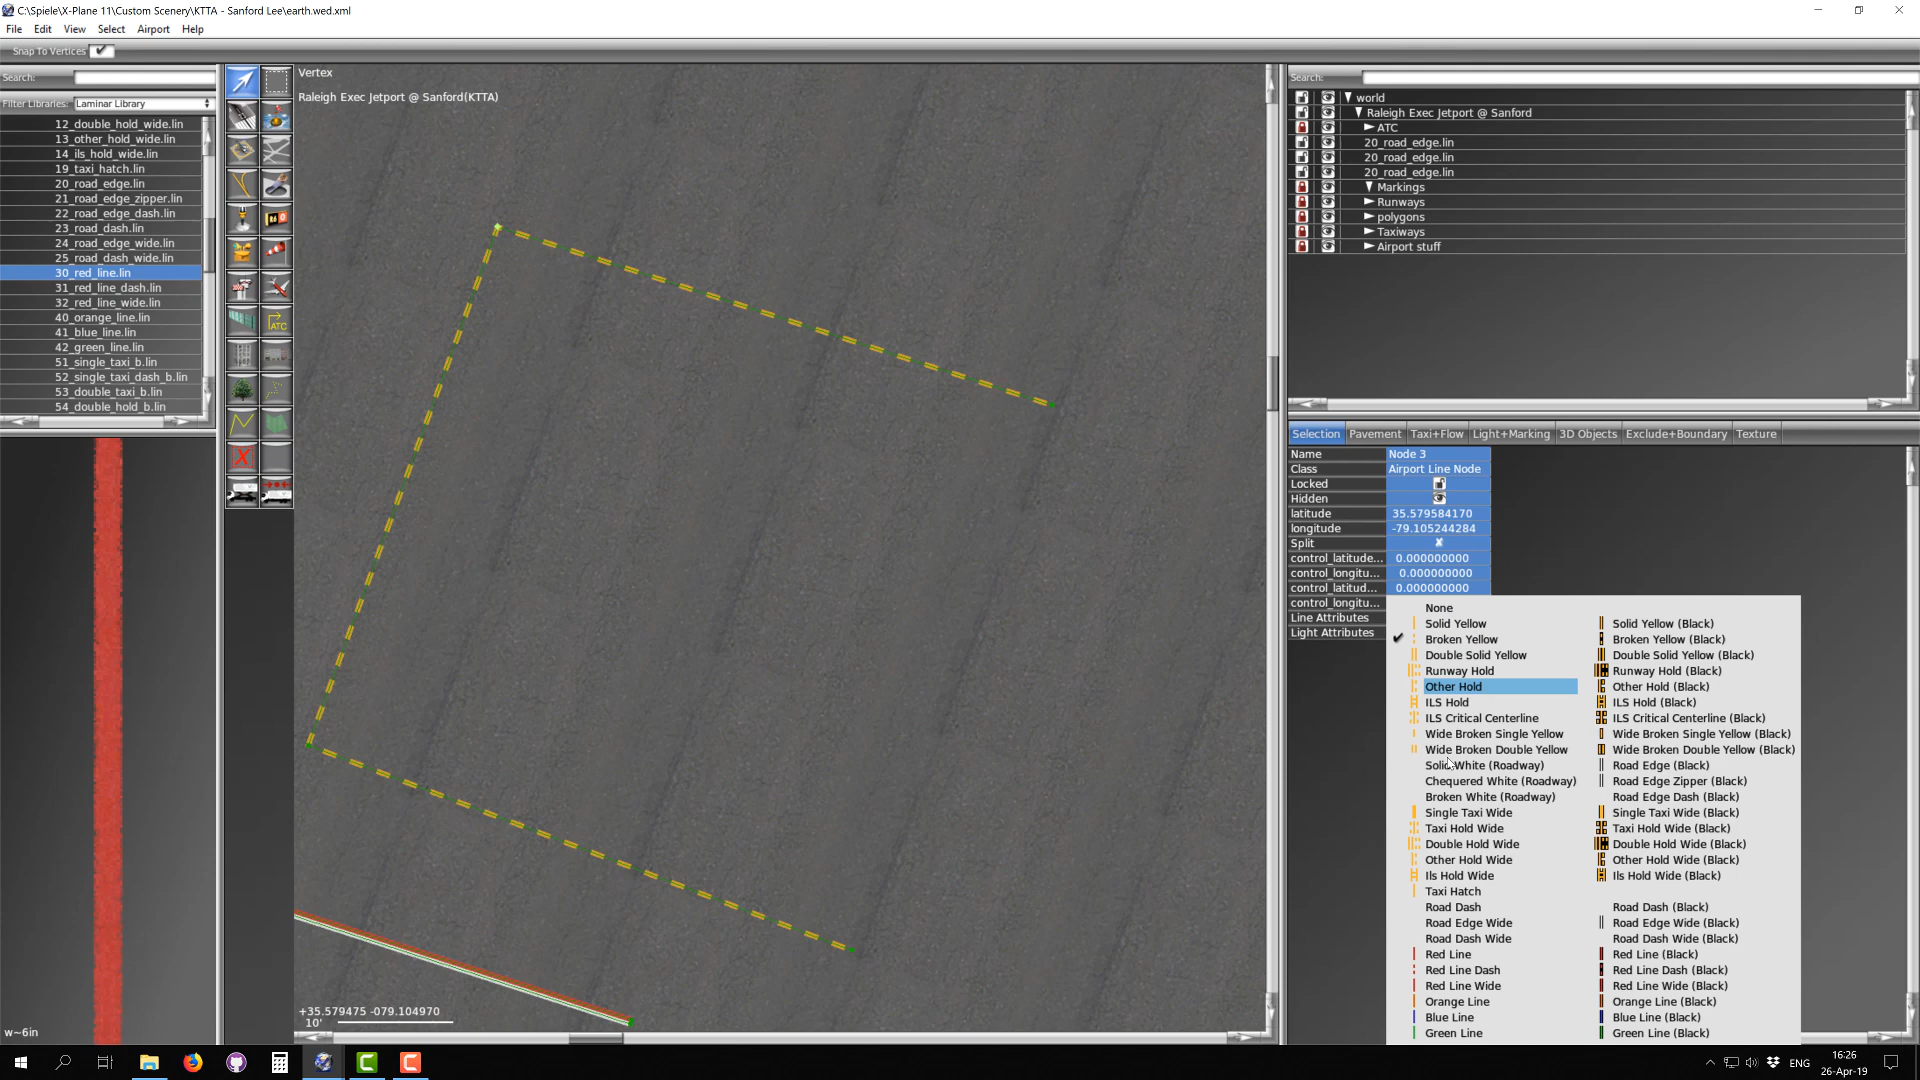 C:\Spiele\X-Plane 11\Custom Scenery\KTTA - Sanford Lee\earth.wed.xml
File Edit View Select Airport Help
Snap To Vertices
Search:
Filter Libraries: Laminar Library
12_double_hold_wide.lin
13_other_hold_wide.lin
14_ils_hold_wide.lin
19_taxi_hatch.lin
20_road_edge.lin
21_road_edge_zipper.lin
22_road_edge_dash.lin
23_road_dash.lin
24_road_edge_wide.lin
25_road_dash_wide.lin
30_red_line.lin
31_red_line_dash.lin
32_red_line_wide.lin
40_orange_line.lin
41_blue_line.lin
42_green_line.lin
51_single_taxi_b.lin
52_single_taxi_dash_b.lin
53_double_taxi_b.lin
54_double_hold_b.lin
w~6in
ATC
Vertex
Raleigh Exec Jetport @ Sanford(KTTA)
+35.579475 -079.104970
10'
Search:
world
Raleigh Exec Jetport @ Sanford
ATC
20_road_edge.lin
20_road_edge.lin
20_road_edge.lin
Markings
Runways
polygons
Taxiways
Airport stuff
Selection Pavement Taxi+Flow Light+Marking 3D Objects Exclude+Boundary Texture
Name Node 3
Class Airport Line Node
Locked
Hidden
latitude 35.579584170
longitude -79.105244284
Split
control_latitude... 0.000000000
control_longitu... 0.000000000
control_latitud... 0.000000000
control_longitu...
Line Attributes
Light Attributes
None
Solid Yellow Solid Yellow (Black)
Broken Yellow Broken Yellow (Black)
Double Solid Yellow Double Solid Yellow (Black)
Runway Hold Runway Hold (Black)
Other Hold Other Hold (Black)
ILS Hold ILS Hold (Black)
ILS Critical Centerline ILS Critical Centerline (Black)
Wide Broken Single Yellow Wide Broken Single Yellow (Black)
Wide Broken Double Yellow Wide Broken Double Yellow (Black)
Solid White (Roadway) Road Edge (Black)
Chequered White (Roadway) Road Edge Zipper (Black)
Broken White (Roadway) Road Edge Dash (Black)
Single Taxi Wide Single Taxi Wide (Black)
Taxi Hold Wide Taxi Hold Wide (Black)
Double Hold Wide Double Hold Wide (Black)
Other Hold Wide Other Hold Wide (Black)
Ils Hold Wide Ils Hold Wide (Black)
Taxi Hatch
Road Dash Road Dash (Black)
Road Edge Wide Road Edge Wide (Black)
Road Dash Wide Road Dash Wide (Black)
Red Line Red Line (Black)
Red Line Dash Red Line Dash (Black)
Red Line Wide Red Line Wide (Black)
Orange Line Orange Line (Black)
Blue Line Blue Line (Black)
Green Line Green Line (Black)
ENG
16:26
26-Apr-19